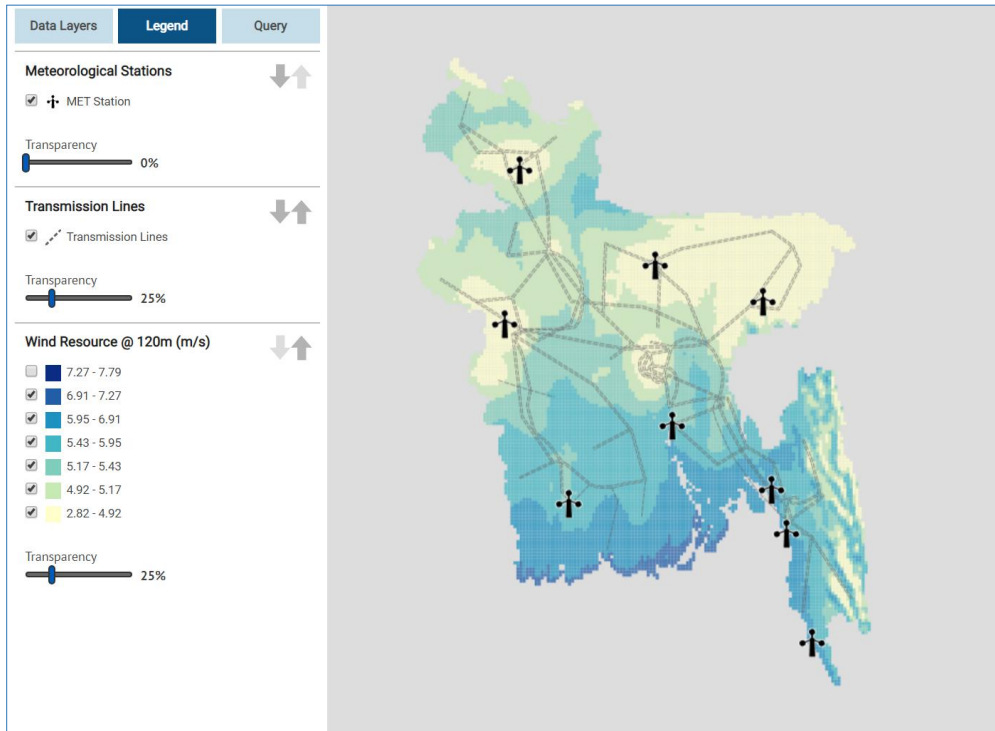 Data Layers Legend Query
Meteorological Stations
MET Station
Transparency
0%
Transmission Lines
Transmission Lines
Transparency
25%
Wind Resource @ 120m (m/s)
7.27 - 7.79
6.91 - 7.27
5.95 - 6.91
5.43 - 5.95
5.17 - 5.43
4.92 - 5.17
2.82 - 4.92
Transparency
25%